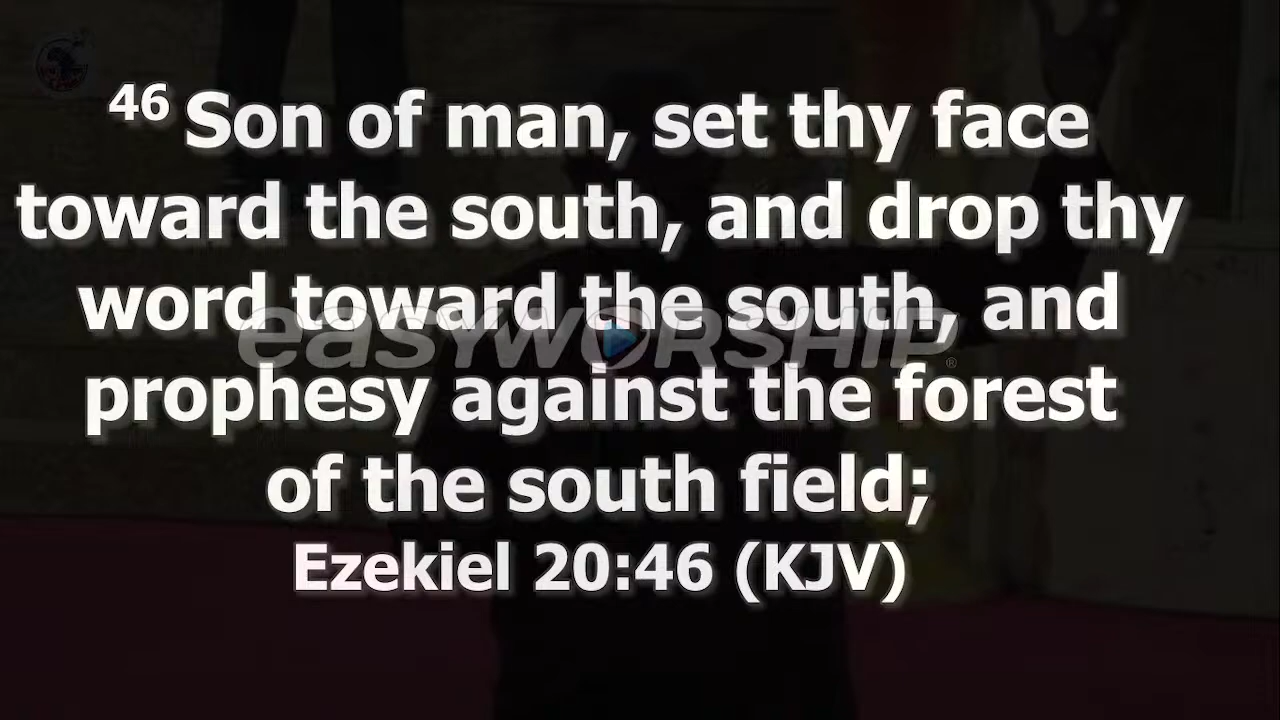 46 Son of man, set thy face
toward the south, and drop thy
word toward the south, and
easyworship®
prophesy against the forest
of the south field;
Ezekiel 20:46 (KJV)